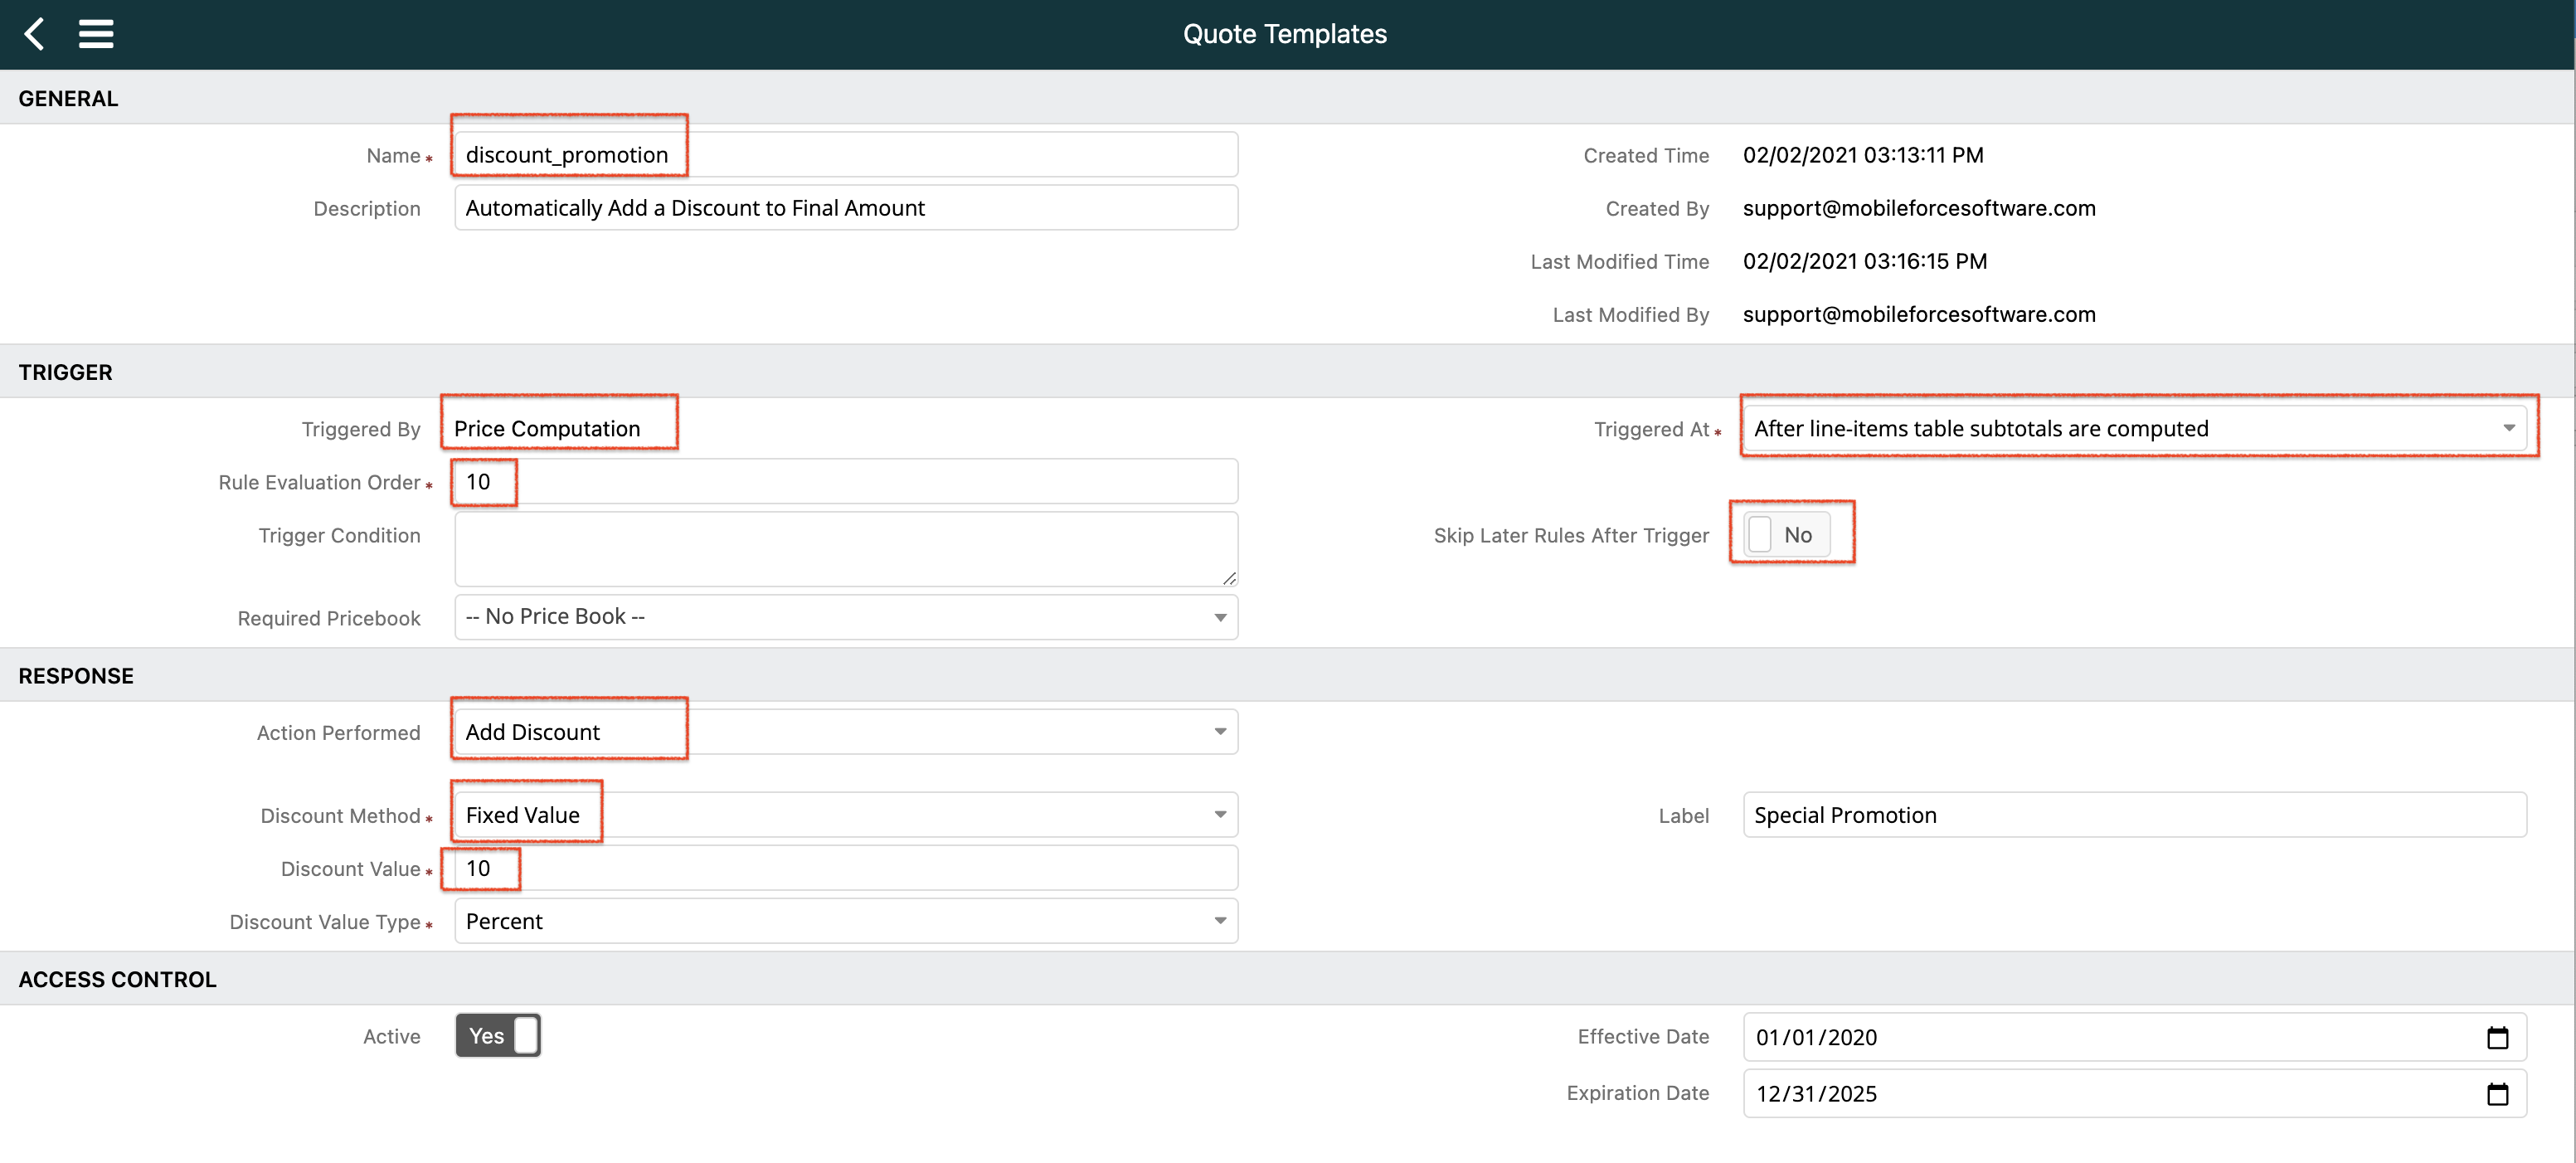 Quote Templates
GENERAL
Name * discount_promotion
Created Time 02/02/2021 03:13:11 PM
Description Automatically Add a Discount to Final Amount
Created By support@mobileforcesoftware.com
Last Modified Time 02/02/2021 03:16:15 PM
Last Modified By support@mobileforcesoftware.com
TRIGGER
Triggered By Price Computation
Triggered At * After line-items table subtotals are computed
Rule Evaluation Order * 10
Trigger Condition
Skip Later Rules After Trigger No
Required Pricebook -- No Price Book --
RESPONSE
Action Performed Add Discount
Discount Method * Fixed Value
Label Special Promotion
Discount Value * 10
Discount Value Type * Percent
ACCESS CONTROL
Active Yes
Effective Date 01/01/2020
Expiration Date 12/31/2025